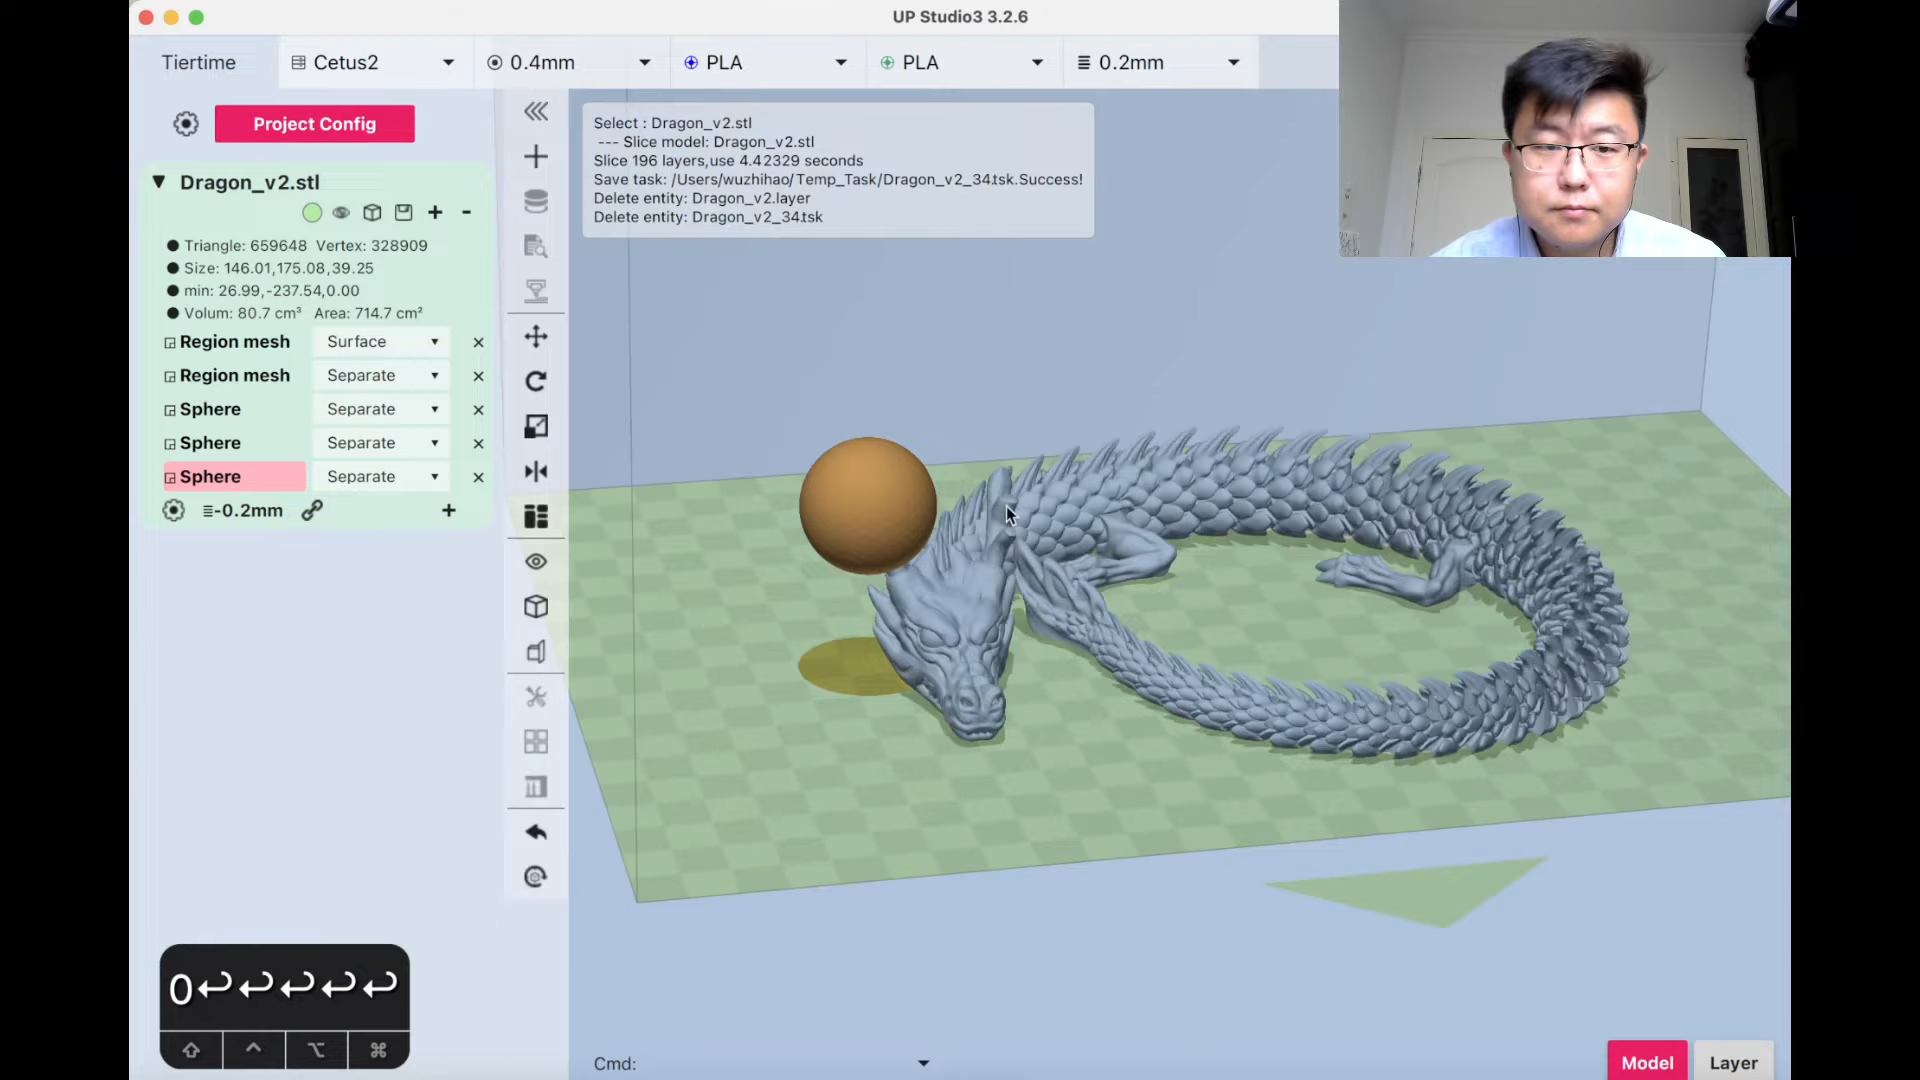 UP Studio3 3.2.6
Tiertime
Cetus2
0.4mm
PLA
PLA
0.2mm
Project Config
Dragon_v2.stl
Triangle: 659648 Vertex: 328909
Size: 146.01,175.08,39.25
min: 26.99,-237.54,0.00
Volum: 80.7 cm³ Area: 714.7 cm²
Region mesh Surface
Region mesh Separate
Sphere Separate
Sphere Separate
Sphere Separate
-0.2mm
Select : Dragon_v2.stl
--- Slice model: Dragon_v2.stl
Slice 196 layers,use 4.42329 seconds
Save task: /Users/wuzhihao/Temp_Task/Dragon_v2_34.tsk.Success!
Delete entity: Dragon_v2.layer
Delete entity: Dragon_v2_34.tsk
0↩↩↩↩↩
⇧ ^ ⌥ ⌘
Cmd:
Model
Layer